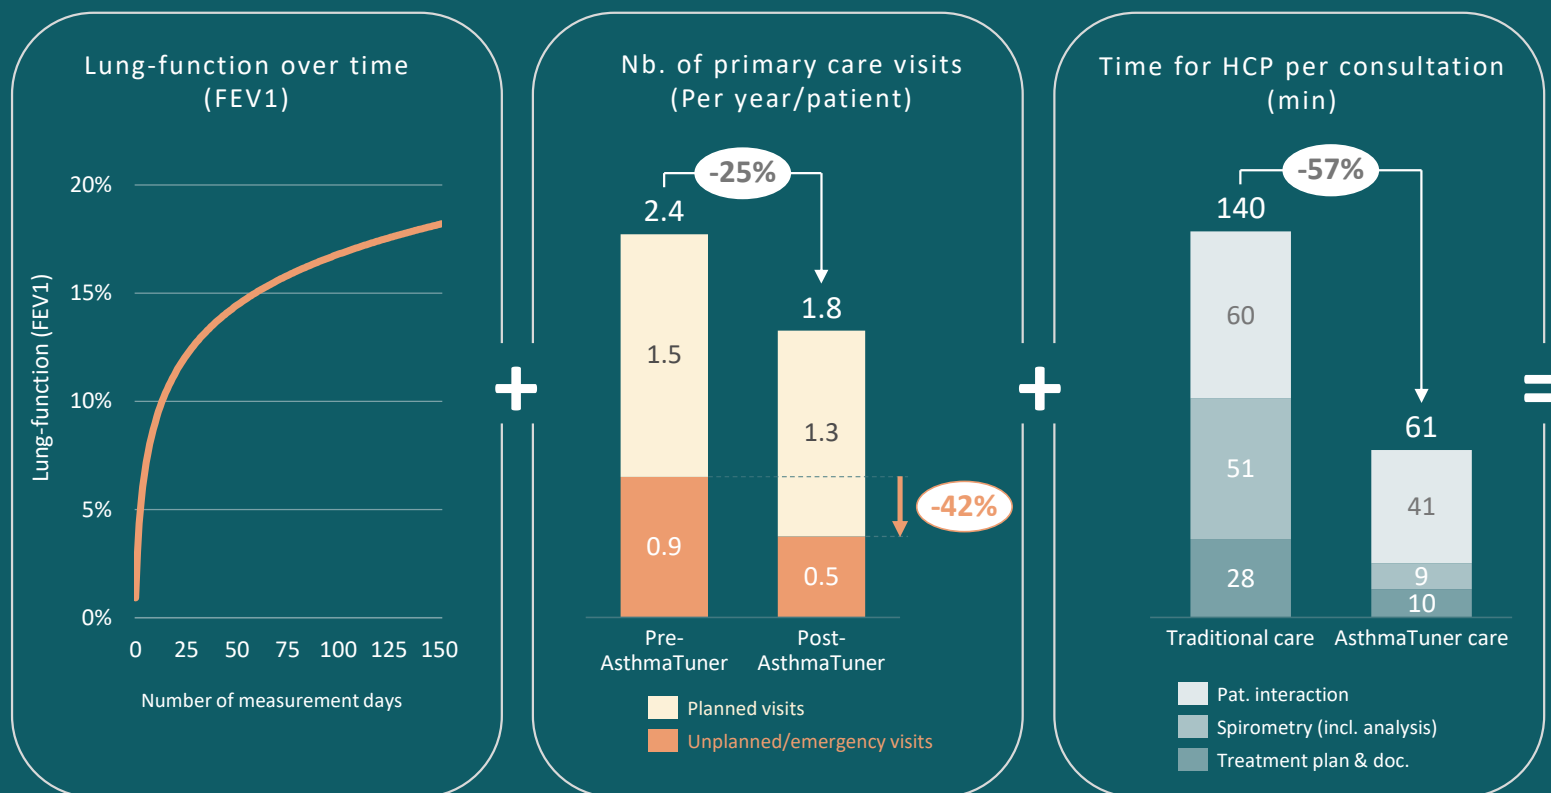 Lung-function over time
(FEV1)
20%
15%
10%
5%
0%
Lung-function (FEV1)
0 25 50 75 100 125 150
Number of measurement days
+
Nb. of primary care visits
(Per year/patient)
-25%
2.4
1.8
1.5
1.3
-42%
0.9
0.5
Pre-
AsthmaTuner
Post-
AsthmaTuner
Planned visits
Unplanned/emergency visits
+
Time for HCP per consultation
(min)
-57%
140
61
60
51
41
28
9
10
Traditional care
AsthmaTuner care
Pat. interaction
Spirometry (incl. analysis)
Treatment plan & doc.
=